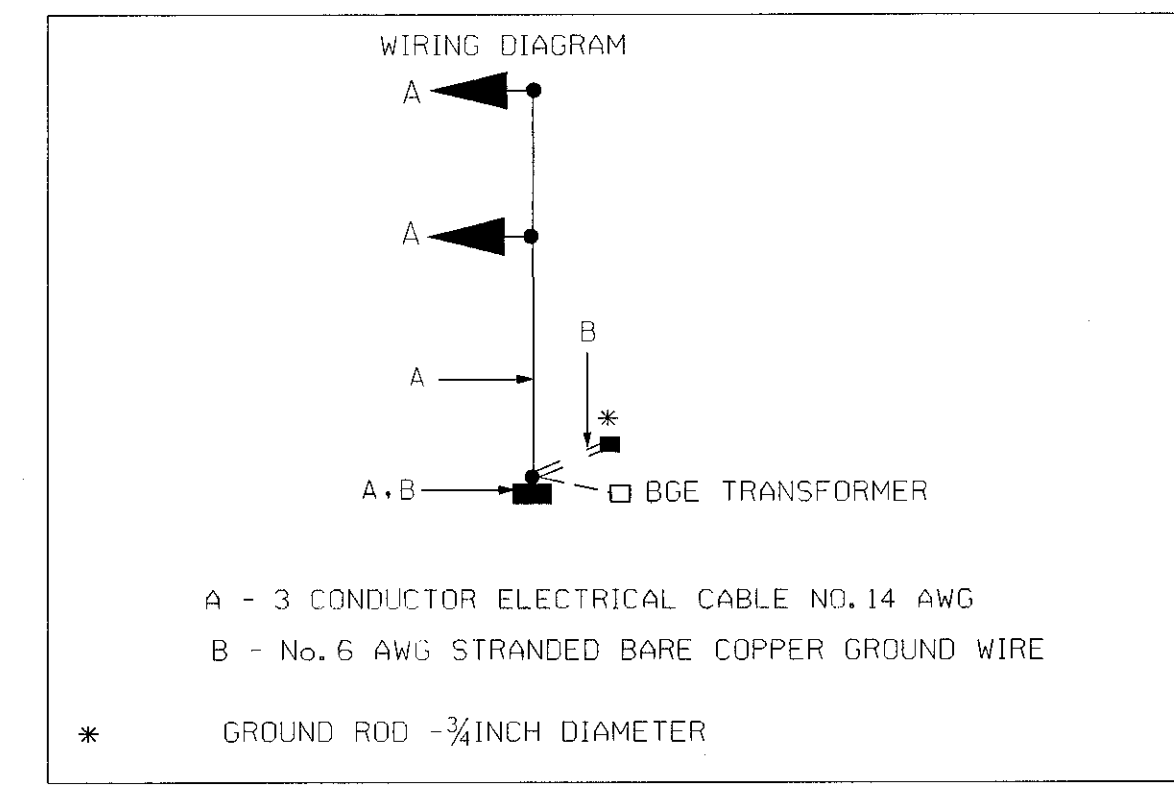 WIRING DIAGRAM
A
A
B
A
*
A,B
BGE TRANSFORMER
A - 3 CONDUCTOR ELECTRICAL CABLE NO.14 AWG
B - No.6 AWG STRANDED BARE COPPER GROUND WIRE
* GROUND ROD -¾INCH DIAMETER